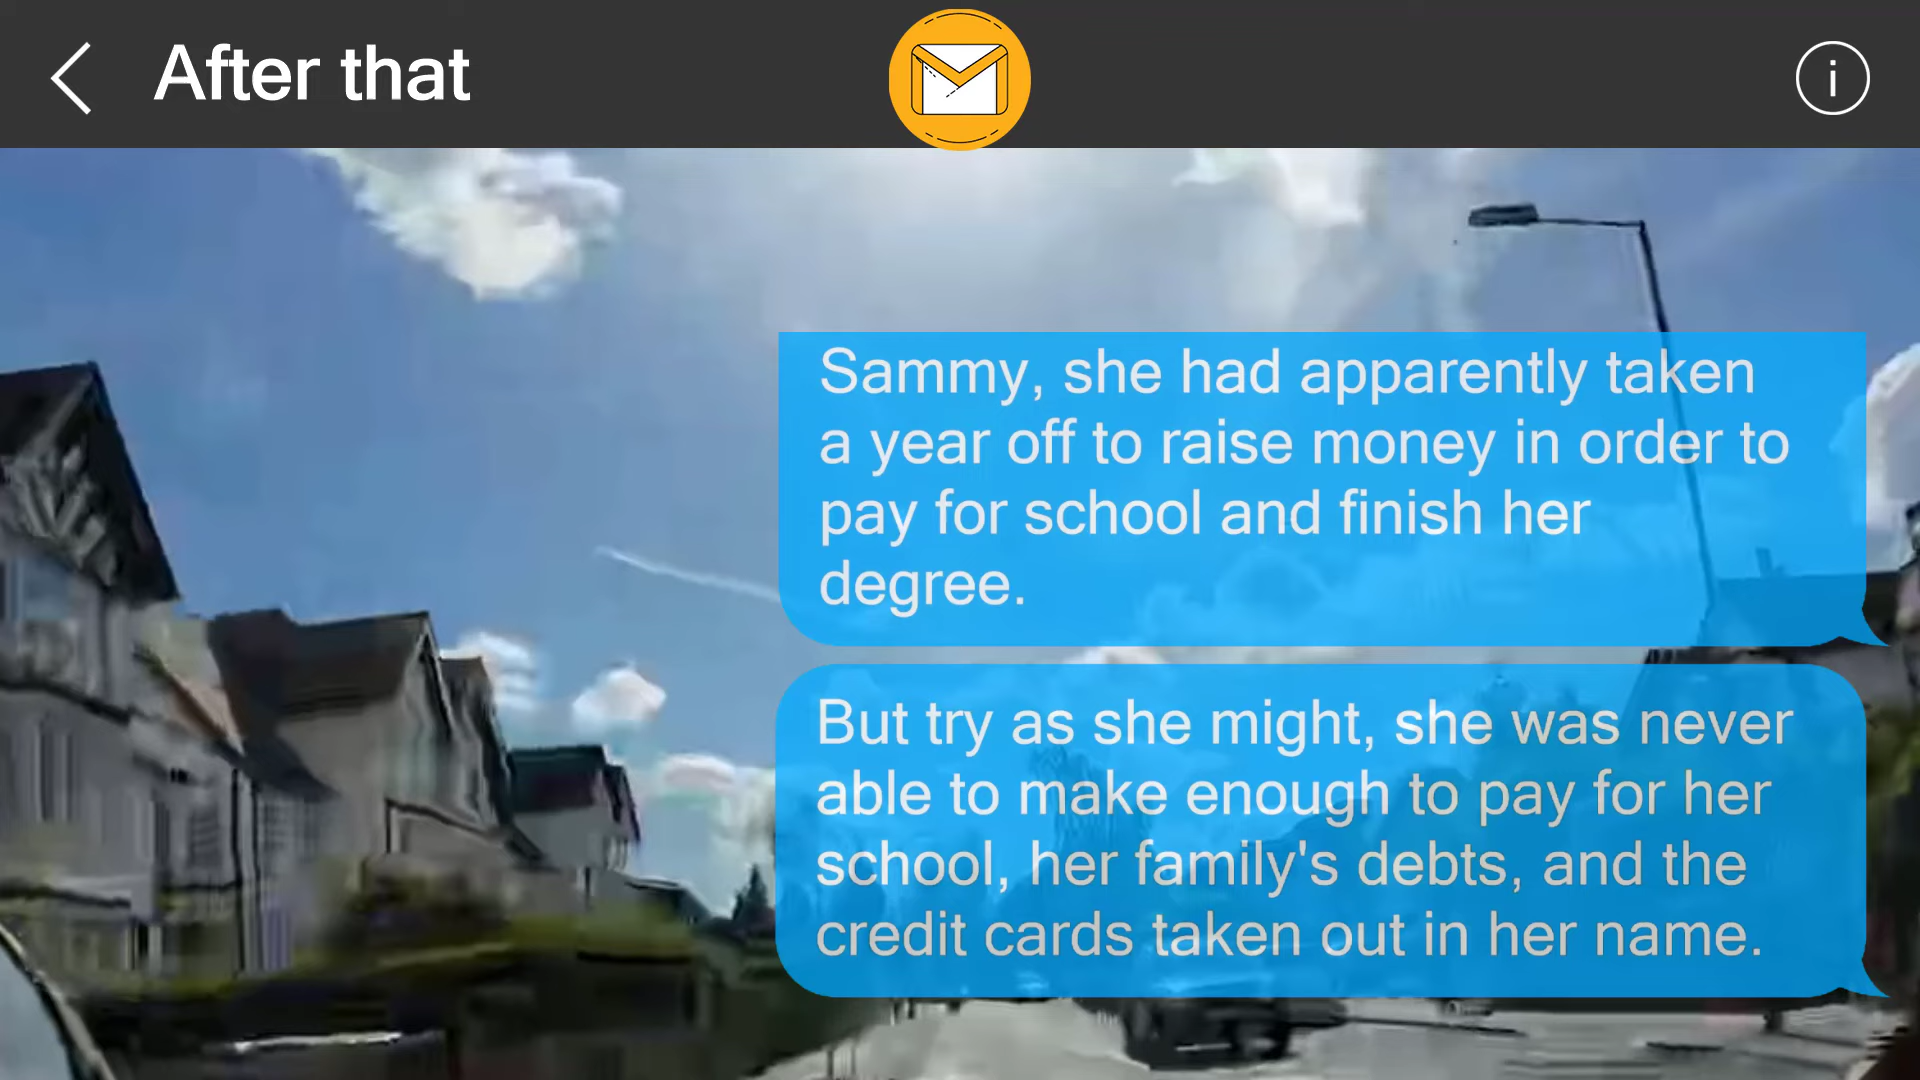 After that
Sammy, she had apparently taken
a year off to raise money in order to
pay for school and finish her
degree.
But try as she might, she was never
able to make enough to pay for her
school, her family's debts, and the
credit cards taken out in her name.